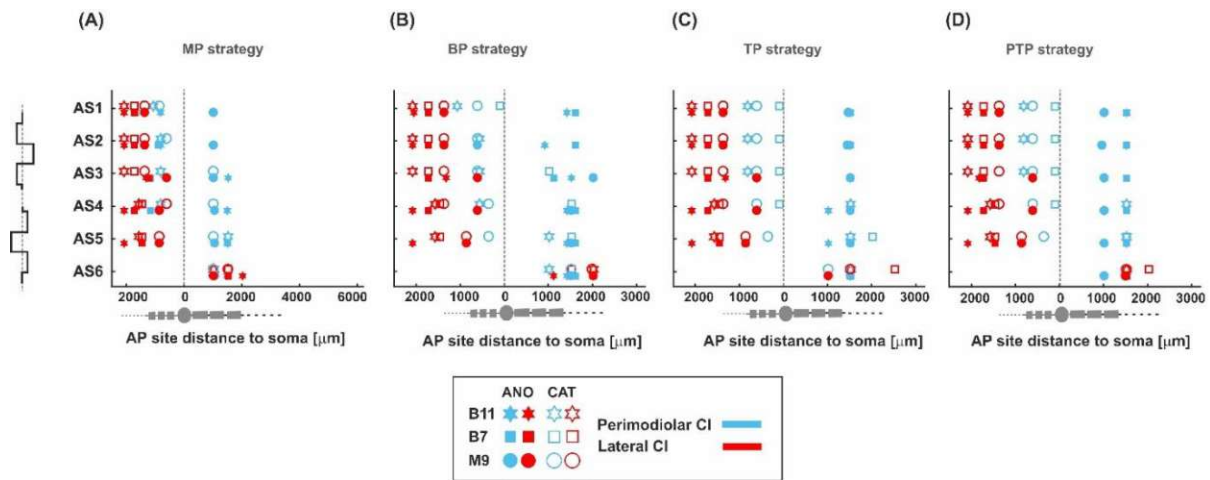 (A) (B) (C) (D)
MP strategy BP strategy TP strategy PTP strategy
AS1
AS2
AS3
AS4
AS5
AS6
2000 0 2000 4000 6000 2000 1000 0 1000 2000 3000 2000 1000 0 1000 2000 3000 2000 1000 0 1000 2000 3000
AP site distance to soma [μm] AP site distance to soma [μm] AP site distance to soma [μm] AP site distance to soma [μm]
ANO CAT
B11
Perimodiolar CI
B7
Lateral CI
M9